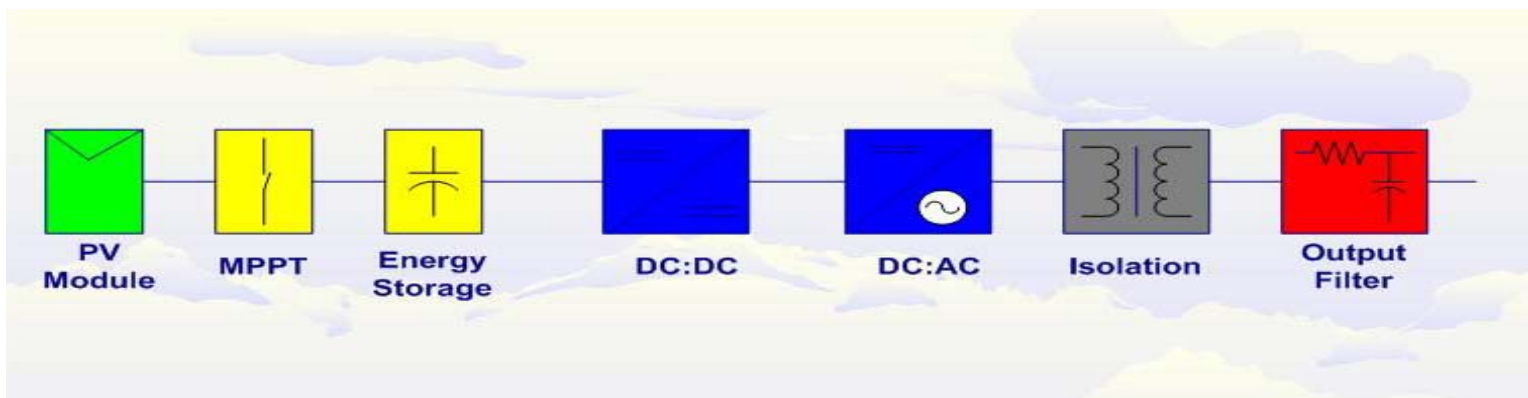 PV
Module
MPPT
Energy
Storage
DC:DC
DC:AC
Isolation
Output
Filter